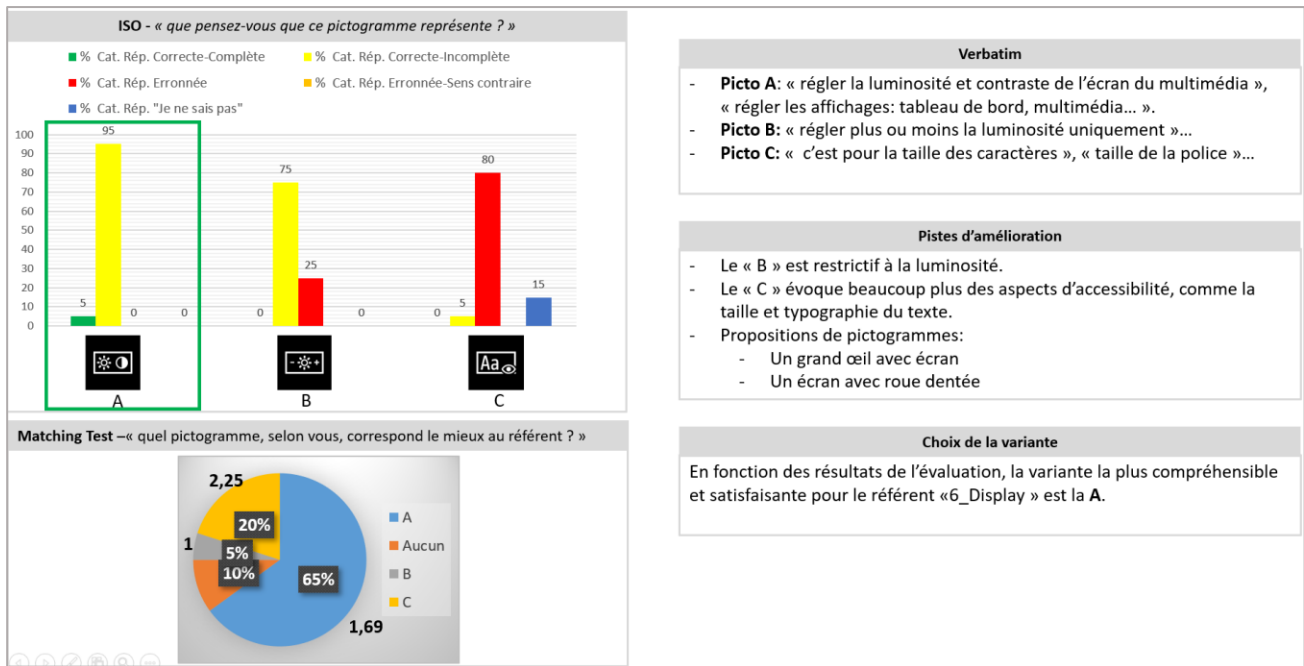 ISO - « que pensez-vous que ce pictogramme représente ? »
% Cat. Rép. Correcte-Complète
% Cat. Rép. Correcte-Incomplète
% Cat. Rép. Erronnée
% Cat. Rép. Erronnée-Sens contraire
% Cat. Rép. "Je ne sais pas"
100
90
80
70
60
50
40
30
20
10
0
5
95
0
0
0
75
25
0
0
5
80
15
- +
Aa
A
B
C
Matching Test –« quel pictogramme, selon vous, correspond le mieux au référent ? »
2,25
20%
1
5%
10%
65%
1,69
A
Aucun
B
C
Verbatim
- Picto A: « régler la luminosité et contraste de l’écran du multimédia »,
« régler les affichages: tableau de bord, multimédia… ».
- Picto B: « régler plus ou moins la luminosité uniquement »…
- Picto C: « c’est pour la taille des caractères », « taille de la police »…
Pistes d’amélioration
- Le « B » est restrictif à la luminosité.
- Le « C » évoque beaucoup plus des aspects d’accessibilité, comme la
taille et typographie du texte.
- Propositions de pictogrammes:
- Un grand œil avec écran
- Un écran avec roue dentée
Choix de la variante
En fonction des résultats de l’évaluation, la variante la plus compréhensible
et satisfaisante pour le référent «6_Display » est la A.